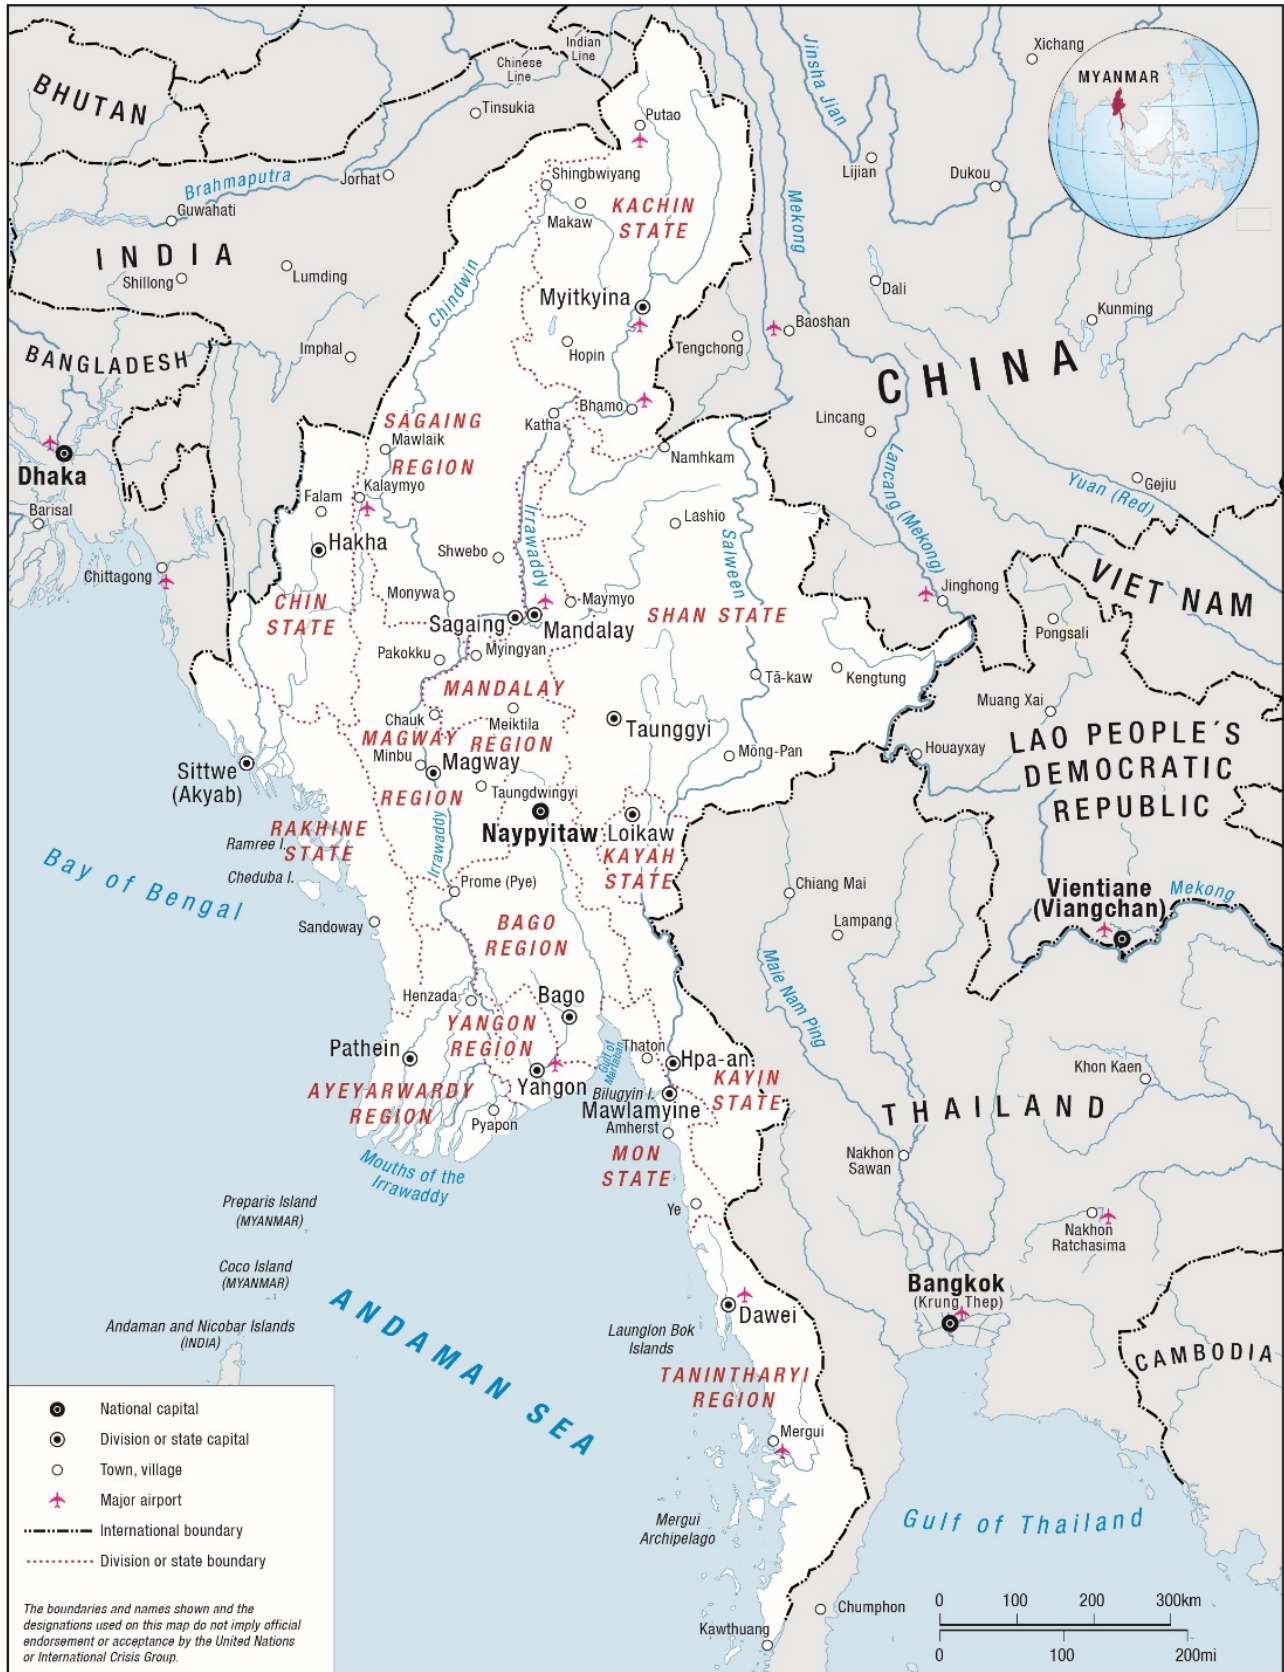 Indian
Line
Chinese
Line
Xichang
MYANMAR
BHUTAN
Tinsukia
Putao
Jinsha Jian
Brahmaputra
Jorhat
Shingbwiyang
Lijian
Dukou
Guwahati
Makaw
KACHIN
STATE
Mekong
INDIA
Shillong
Lumding
Chindwin
Myitkyina
Dali
Kunming
BANGLADESH
Imphal
Hopin
Tengchong
Baoshan
CHINA
Bhamo
Katha
Lincang
SAGAING
Mawlaik
REGION
Namhkam
Dhaka
Lancang (Mekong)
Gejiu
Yuan (Red)
Barisal
Falam
Kalaymyo
Irrawaddy
Lashio
Salween
Hakha
Shwebo
Chittagong
Jinghong
VIET NAM
CHIN
STATE
Monywa
Maymyo
SHAN STATE
Sagaing
Mandalay
Pongsali
Pakokku
Myingyan
Tā-kaw
Kengtung
MANDALAY
Muang Xai
Chauk
Meiktila
Taunggyi
MAGWAY
REGION
Minbu
Magway
Möng-Pan
Houayxay
LAO PEOPLE´S
DEMOCRATIC
REPUBLIC
Sittwe
(Akyab)
REGION
Taungdwingyi
Naypyitaw
Loikaw
RAKHINE
STATE
Ramree I.
Irrawaddy
KAYAH
STATE
Bay of Bengal
Cheduba I.
Prome (Pye)
Chiang Mai
Vientiane
(Viangchan)
Mekong
Sandoway
BAGO
REGION
Lampang
Maie Nam Ping
Henzada
Bago
YANGON
REGION
Pathein
Gulf of
Martaban
Thaton
Hpa-an
Khon Kaen
AYEYARWARDY
REGION
Yangon
Bilugyin I.
KAYIN
STATE
Mawlamyine
THAILAND
Pyapon
Amherst
Mouths of the
Irrawaddy
MON
STATE
Nakhon
Sawan
Preparis Island
(MYANMAR)
Ye
Nakhon
Ratchasima
Coco Island
(MYANMAR)
Bangkok
(Krung Thep)
ANDAMAN SEA
Andaman and Nicobar Islands
(INDIA)
Dawei
Launglon Bok
Islands
CAMBODIA
TANINTHARYI
REGION
Mergui
Mergui
Archipelago
Gulf of Thailand
Chumphon
Kawthuang
National capital
Division or state capital
Town, village
Major airport
International boundary
Division or state boundary
The boundaries and names shown and the
designations used on this map do not imply official
endorsement or acceptance by the United Nations
or International Crisis Group.
0 100 200 300km
0 100 200mi